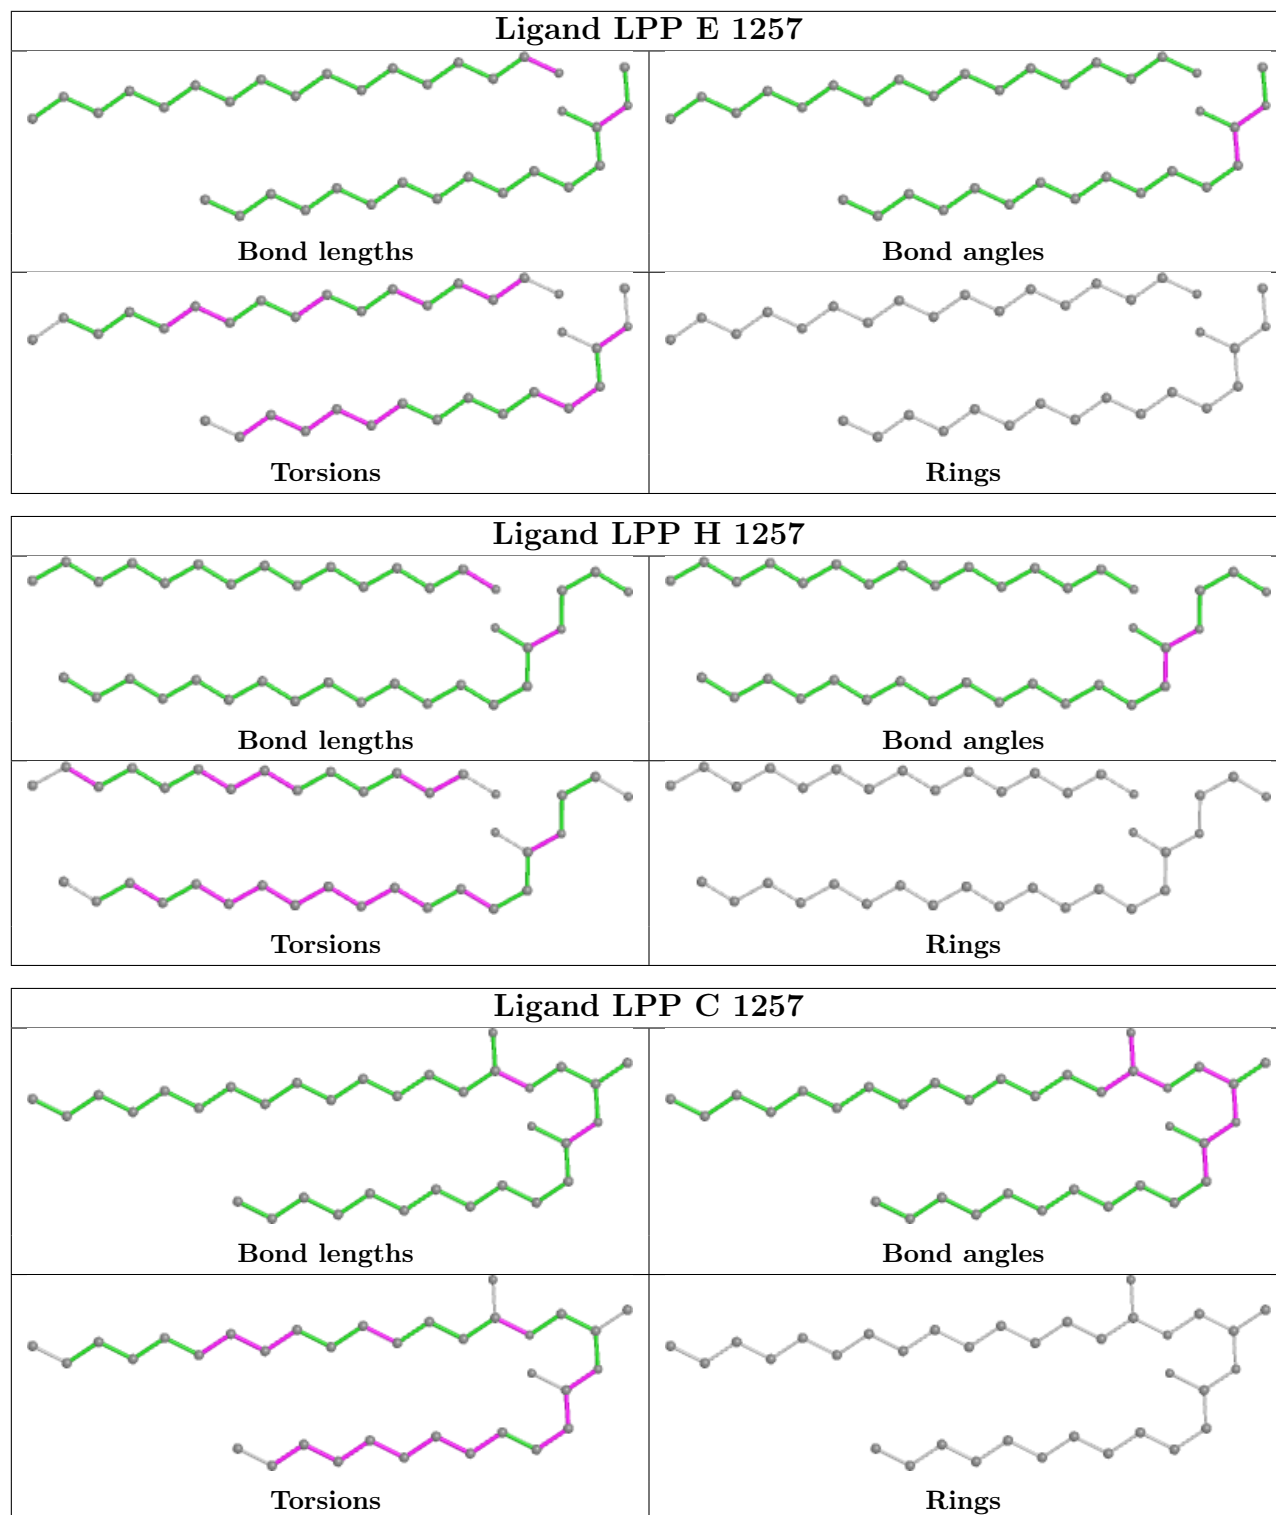 Ligand LPP E 1257
Bond lengths
Bond angles
Torsions
Rings
Ligand LPP H 1257
Bond lengths
Bond angles
Torsions
Rings
Ligand LPP C 1257
Bond lengths
Bond angles
Torsions
Rings